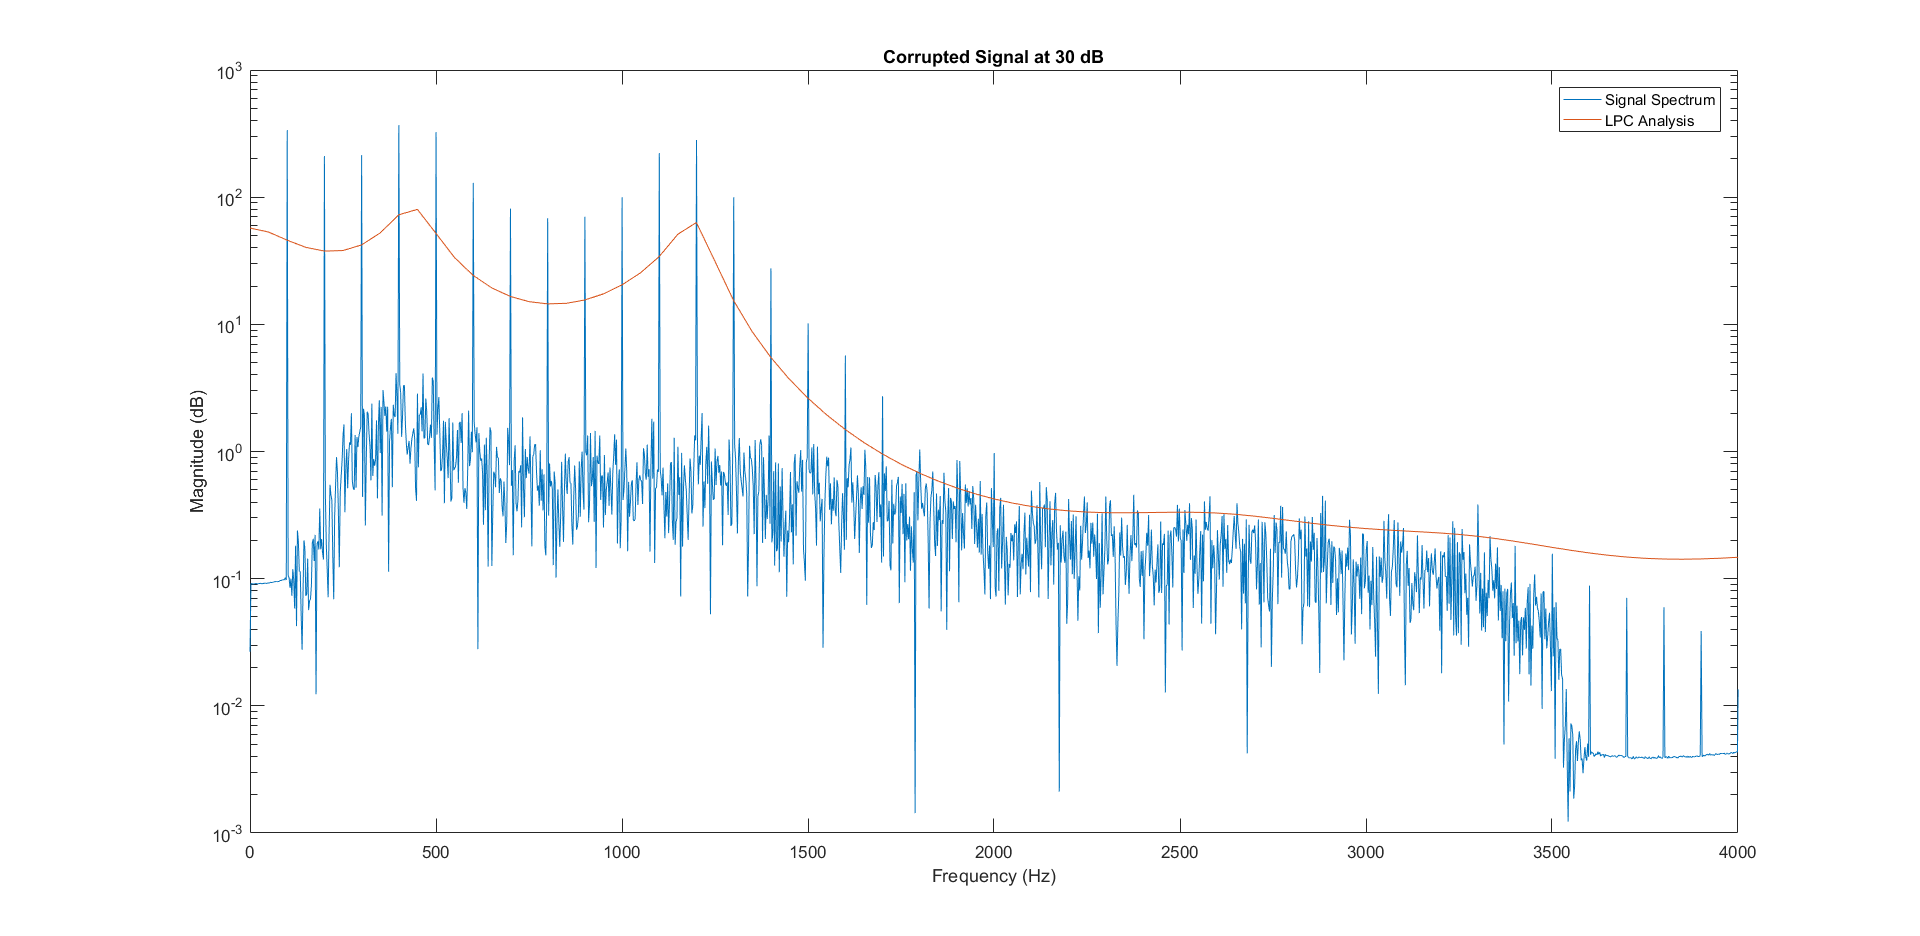 Corrupted Signal at 30 dB
Signal Spectrum
LPC Analysis
Magnitude (dB)
10^3
10^2
10^1
10^0
10^-1
10^-2
10^-3
0 500 1000 1500 2000 2500 3000 3500 4000
Frequency (Hz)